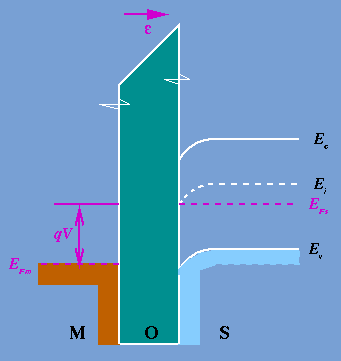 ε
E_c
E_i
E_Fs
qV
E_v
E_Fm
M O S